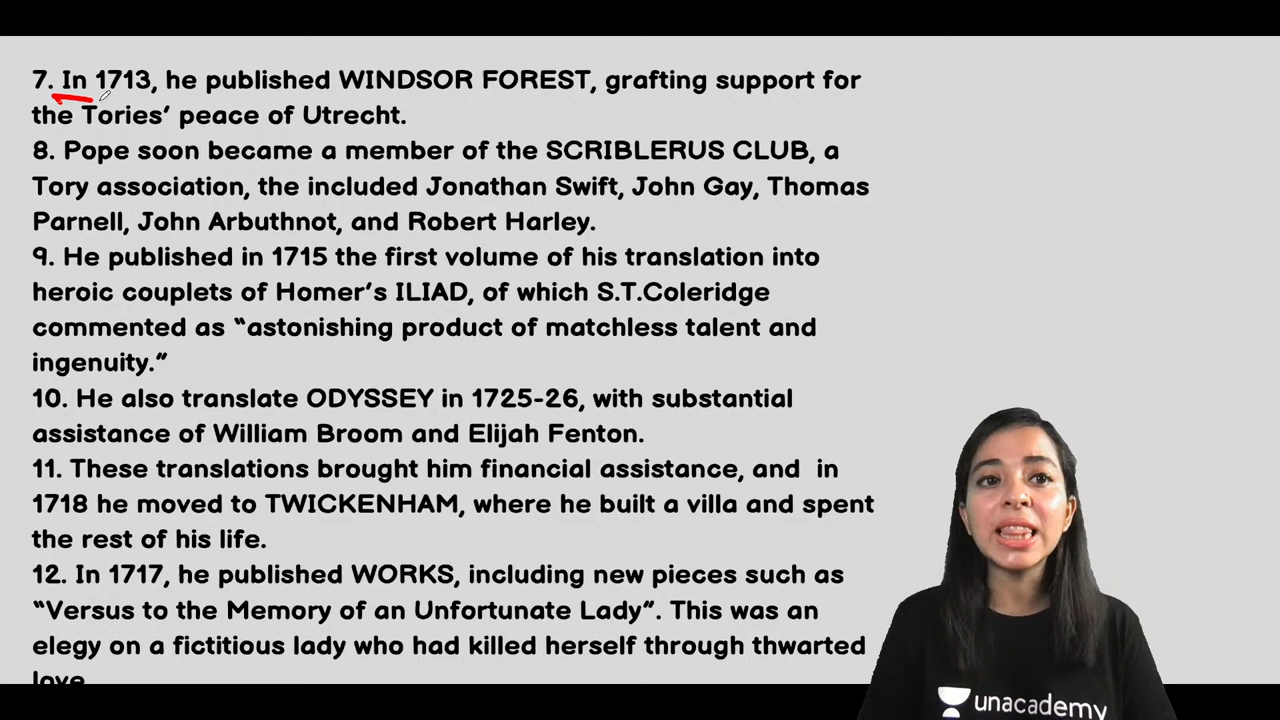 7. In 1713, he published WINDSOR FOREST, grafting support for
the Tories’ peace of Utrecht.
8. Pope soon became a member of the SCRIBLERUS CLUB, a
Tory association, the included Jonathan Swift, John Gay, Thomas
Parnell, John Arbuthnot, and Robert Harley.
9. He published in 1715 the first volume of his translation into
heroic couplets of Homer’s ILIAD, of which S.T.Coleridge
commented as “astonishing product of matchless talent and
ingenuity.”
10. He also translate ODYSSEY in 1725-26, with substantial
assistance of William Broom and Elijah Fenton.
11. These translations brought him financial assistance, and in
1718 he moved to TWICKENHAM, where he built a villa and spent
the rest of his life.
12. In 1717, he published WORKS, including new pieces such as
“Versus to the Memory of an Unfortunate Lady”. This was an
elegy on a fictitious lady who had killed herself through thwarted
love
unacademy